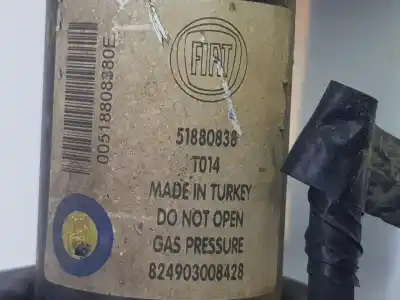 FIAT
00518808380E
51880838
T014
MADE IN TURKEY
DO NOT OPEN
GAS PRESSURE
824903008428